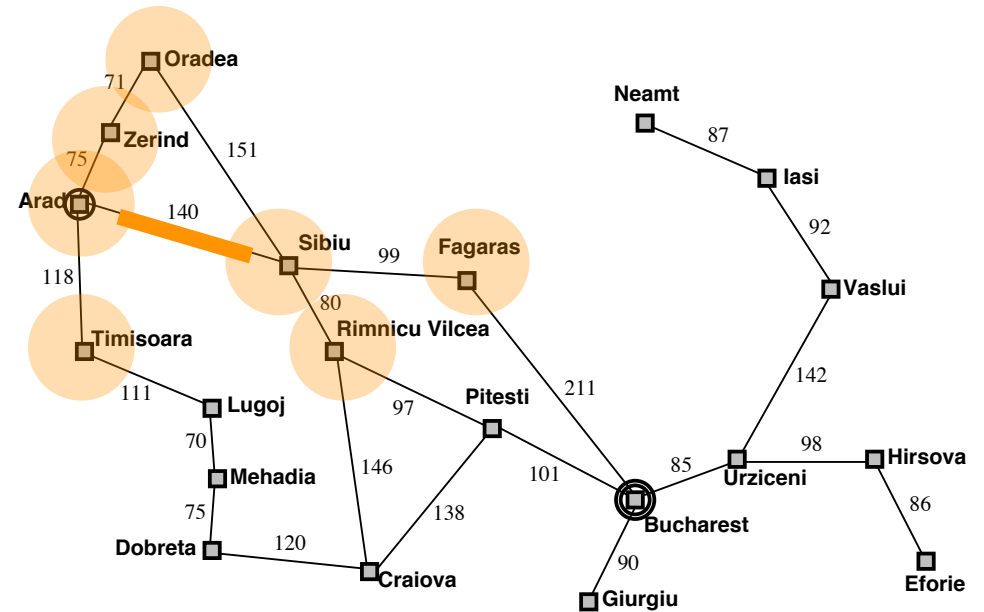 Oradea
71
Neamt
Zerind
87
75
151
Iasi
Arad
140
92
Sibiu
Fagaras
99
118
80
Vaslui
Timisoara
Rimnicu Vilcea
142
111
211
Pitesti
Lugoj
97
70
98
Hirsova
85
146
101
Urziceni
Mehadia
86
75
138
Bucharest
Dobreta
120
90
Craiova
Eforie
Giurgiu